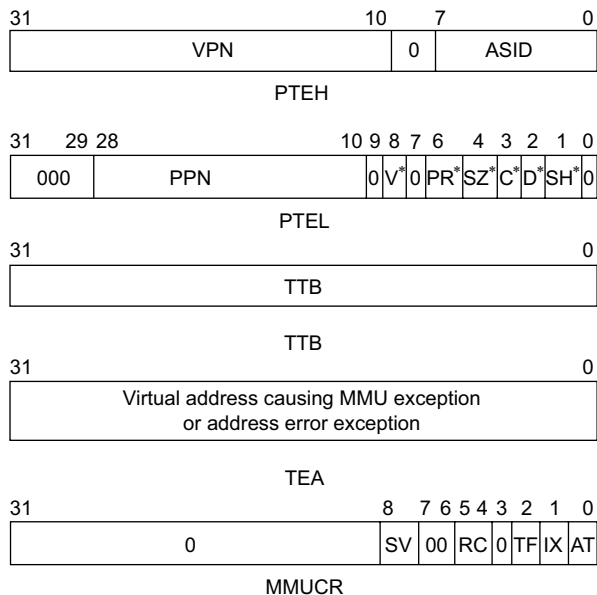 31 10 7 0
VPN 0 ASID
PTEH
31 29 28 10 9 8 7 6 4 3 2 1 0
000 PPN 0 V* 0 PR* SZ* C* D* SH* 0
PTEL
31 0
TTB
TTB
31 0
Virtual address causing MMU exception
or address error exception
TEA
31 8 7 6 5 4 3 2 1 0
0 SV 00 RC 0 TF IX AT
MMUCR